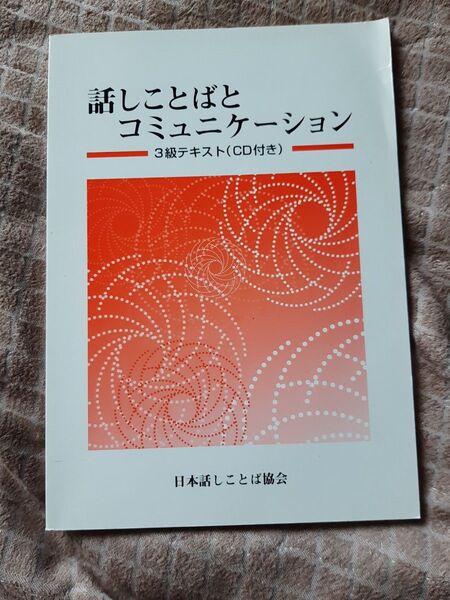 話しことばと
コミュニケーション
3級テキスト(CD付き)
日本話しことば協会